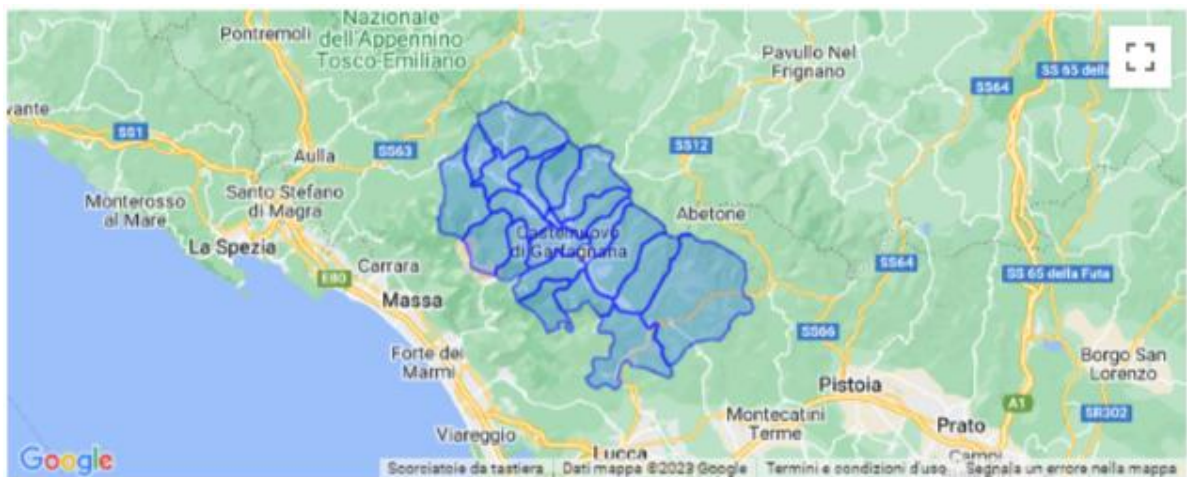 Nazionale
dell'Appennino
Tosco-Emiliano
Pontremoli
Pavullo Nel
Frignano
SS 65 della
SS64
vante
SS1
SS63
SS12
Aulla
Monterosso
al Mare
Santo Stefano
di Magra
Abetone
La Spezia
Castelnuovo
di Garfagnana
E80
Carrara
SS64
SS 65 della Futa
Massa
SS66
Forte dei
Marmi
Borgo San
Lorenzo
Pistoia
A1
SR302
Viareggio
Montecatini
Terme
Prato
Lucca
Campi
Google
Scorciatoie da tastiera
Dati mappa ©2023 Google
Termini e condizioni d'uso
Segnala un errore nella mappa